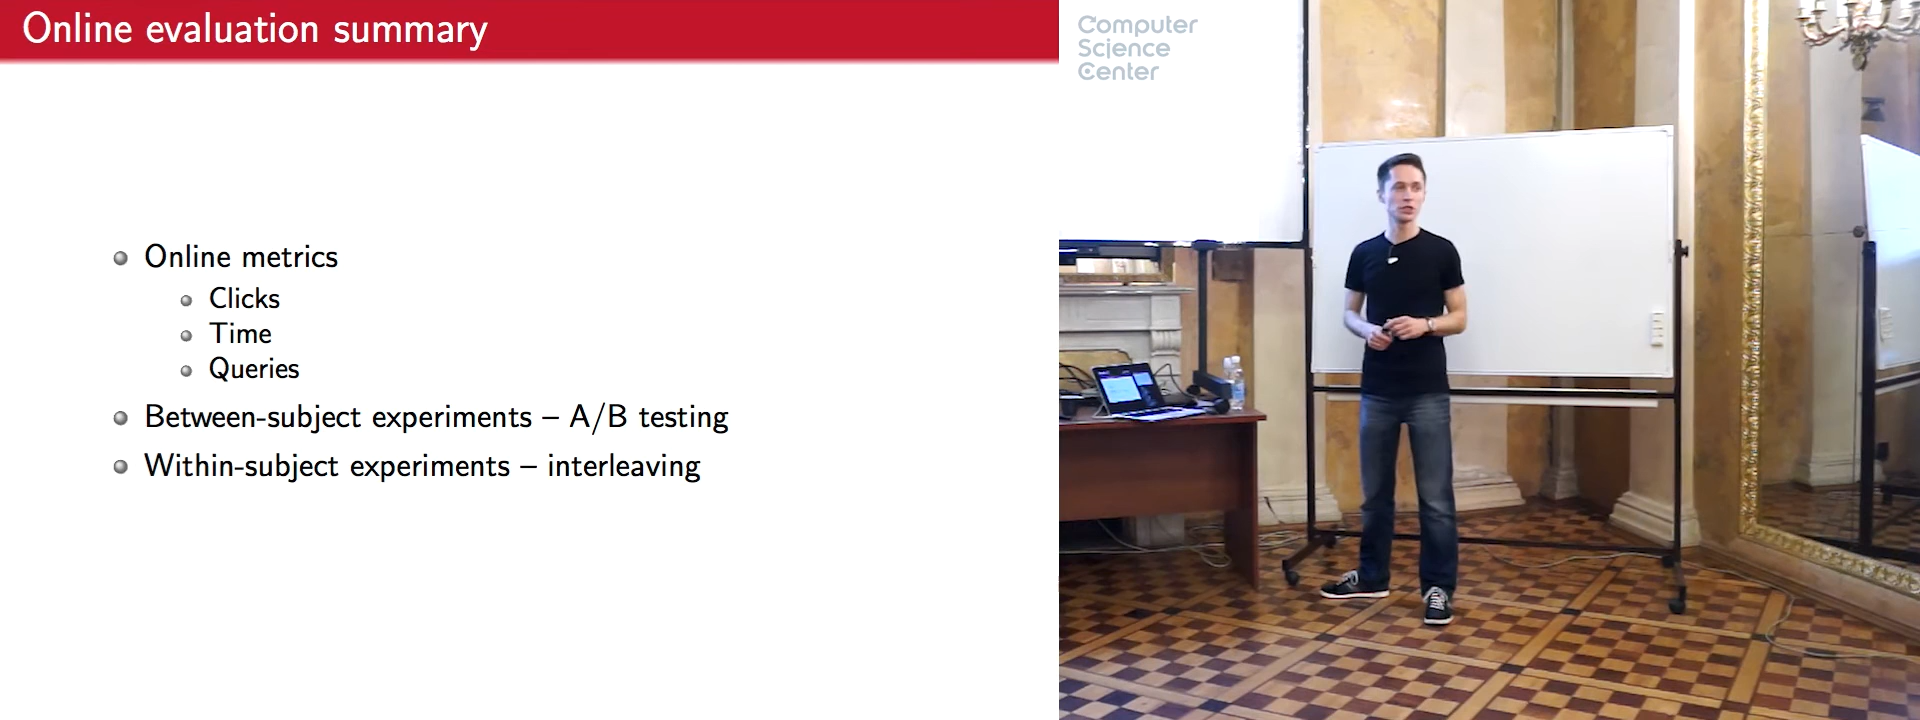 Online evaluation summary
Online metrics
Clicks
Time
Queries
Between-subject experiments – A/B testing
Within-subject experiments – interleaving
Computer
Science
Center